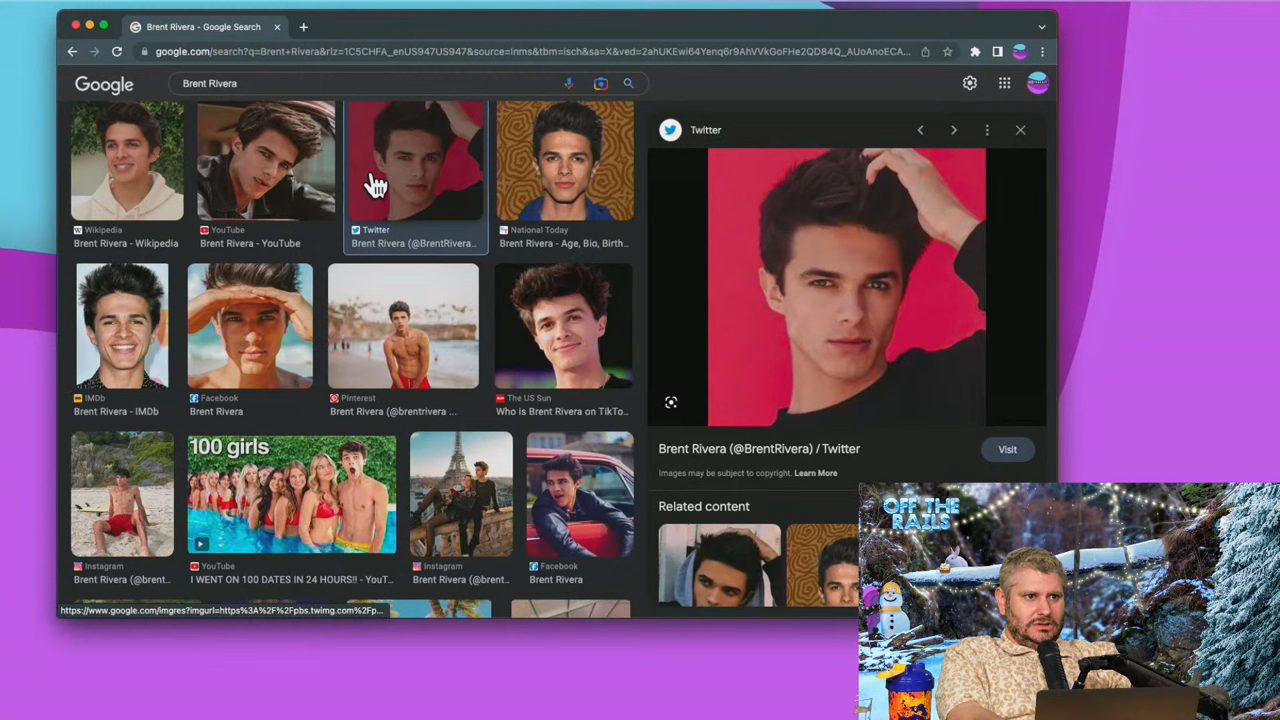 Brent Rivera - Google Search
google.com/search?q=Brent+Rivera&rlz=1C5CHFA_enUS947US947&source=lnms&tbm=isch&sa=X&ved=2ahUKEwi64Yenq6r9AhVVkGoFHe2QD84Q_AUoAnoECA...
Google
Brent Rivera
Twitter
Wikipedia
Brent Rivera - Wikipedia
YouTube
Brent Rivera - YouTube
Twitter
Brent Rivera (@BrentRivera...
National Today
Brent Rivera - Age, Bio, Birth...
IMDb
Brent Rivera - IMDb
Facebook
Brent Rivera
Pinterest
Brent Rivera (@brentrivera ...
The US Sun
Who is Brent Rivera on TikTo...
Brent Rivera (@BrentRivera) / Twitter
Visit
Images may be subject to copyright. Learn More
Related content
100 girls
Instagram
Brent Rivera (@brent...
YouTube
I WENT ON 100 DATES IN 24 HOURS!! - YouT...
Instagram
Brent Rivera (@brent...
Facebook
Brent Rivera
https://www.google.com/imgres?imgurl=https%3A%2F%2Fpbs.twimg.com%2Fp...
OFF THE
RAILS